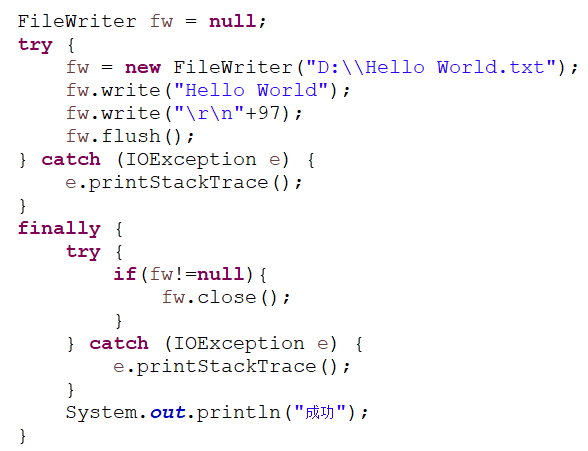 FileWriter fw = null;
try {
    fw = new FileWriter("D:\\Hello World.txt");
    fw.write("Hello World");
    fw.write("\r\n"+97);
    fw.flush();
} catch (IOException e) {
    e.printStackTrace();
}
finally {
    try {
        if(fw!=null){
            fw.close();
        }
    } catch (IOException e) {
        e.printStackTrace();
    }
    System.out.println("成功");
}